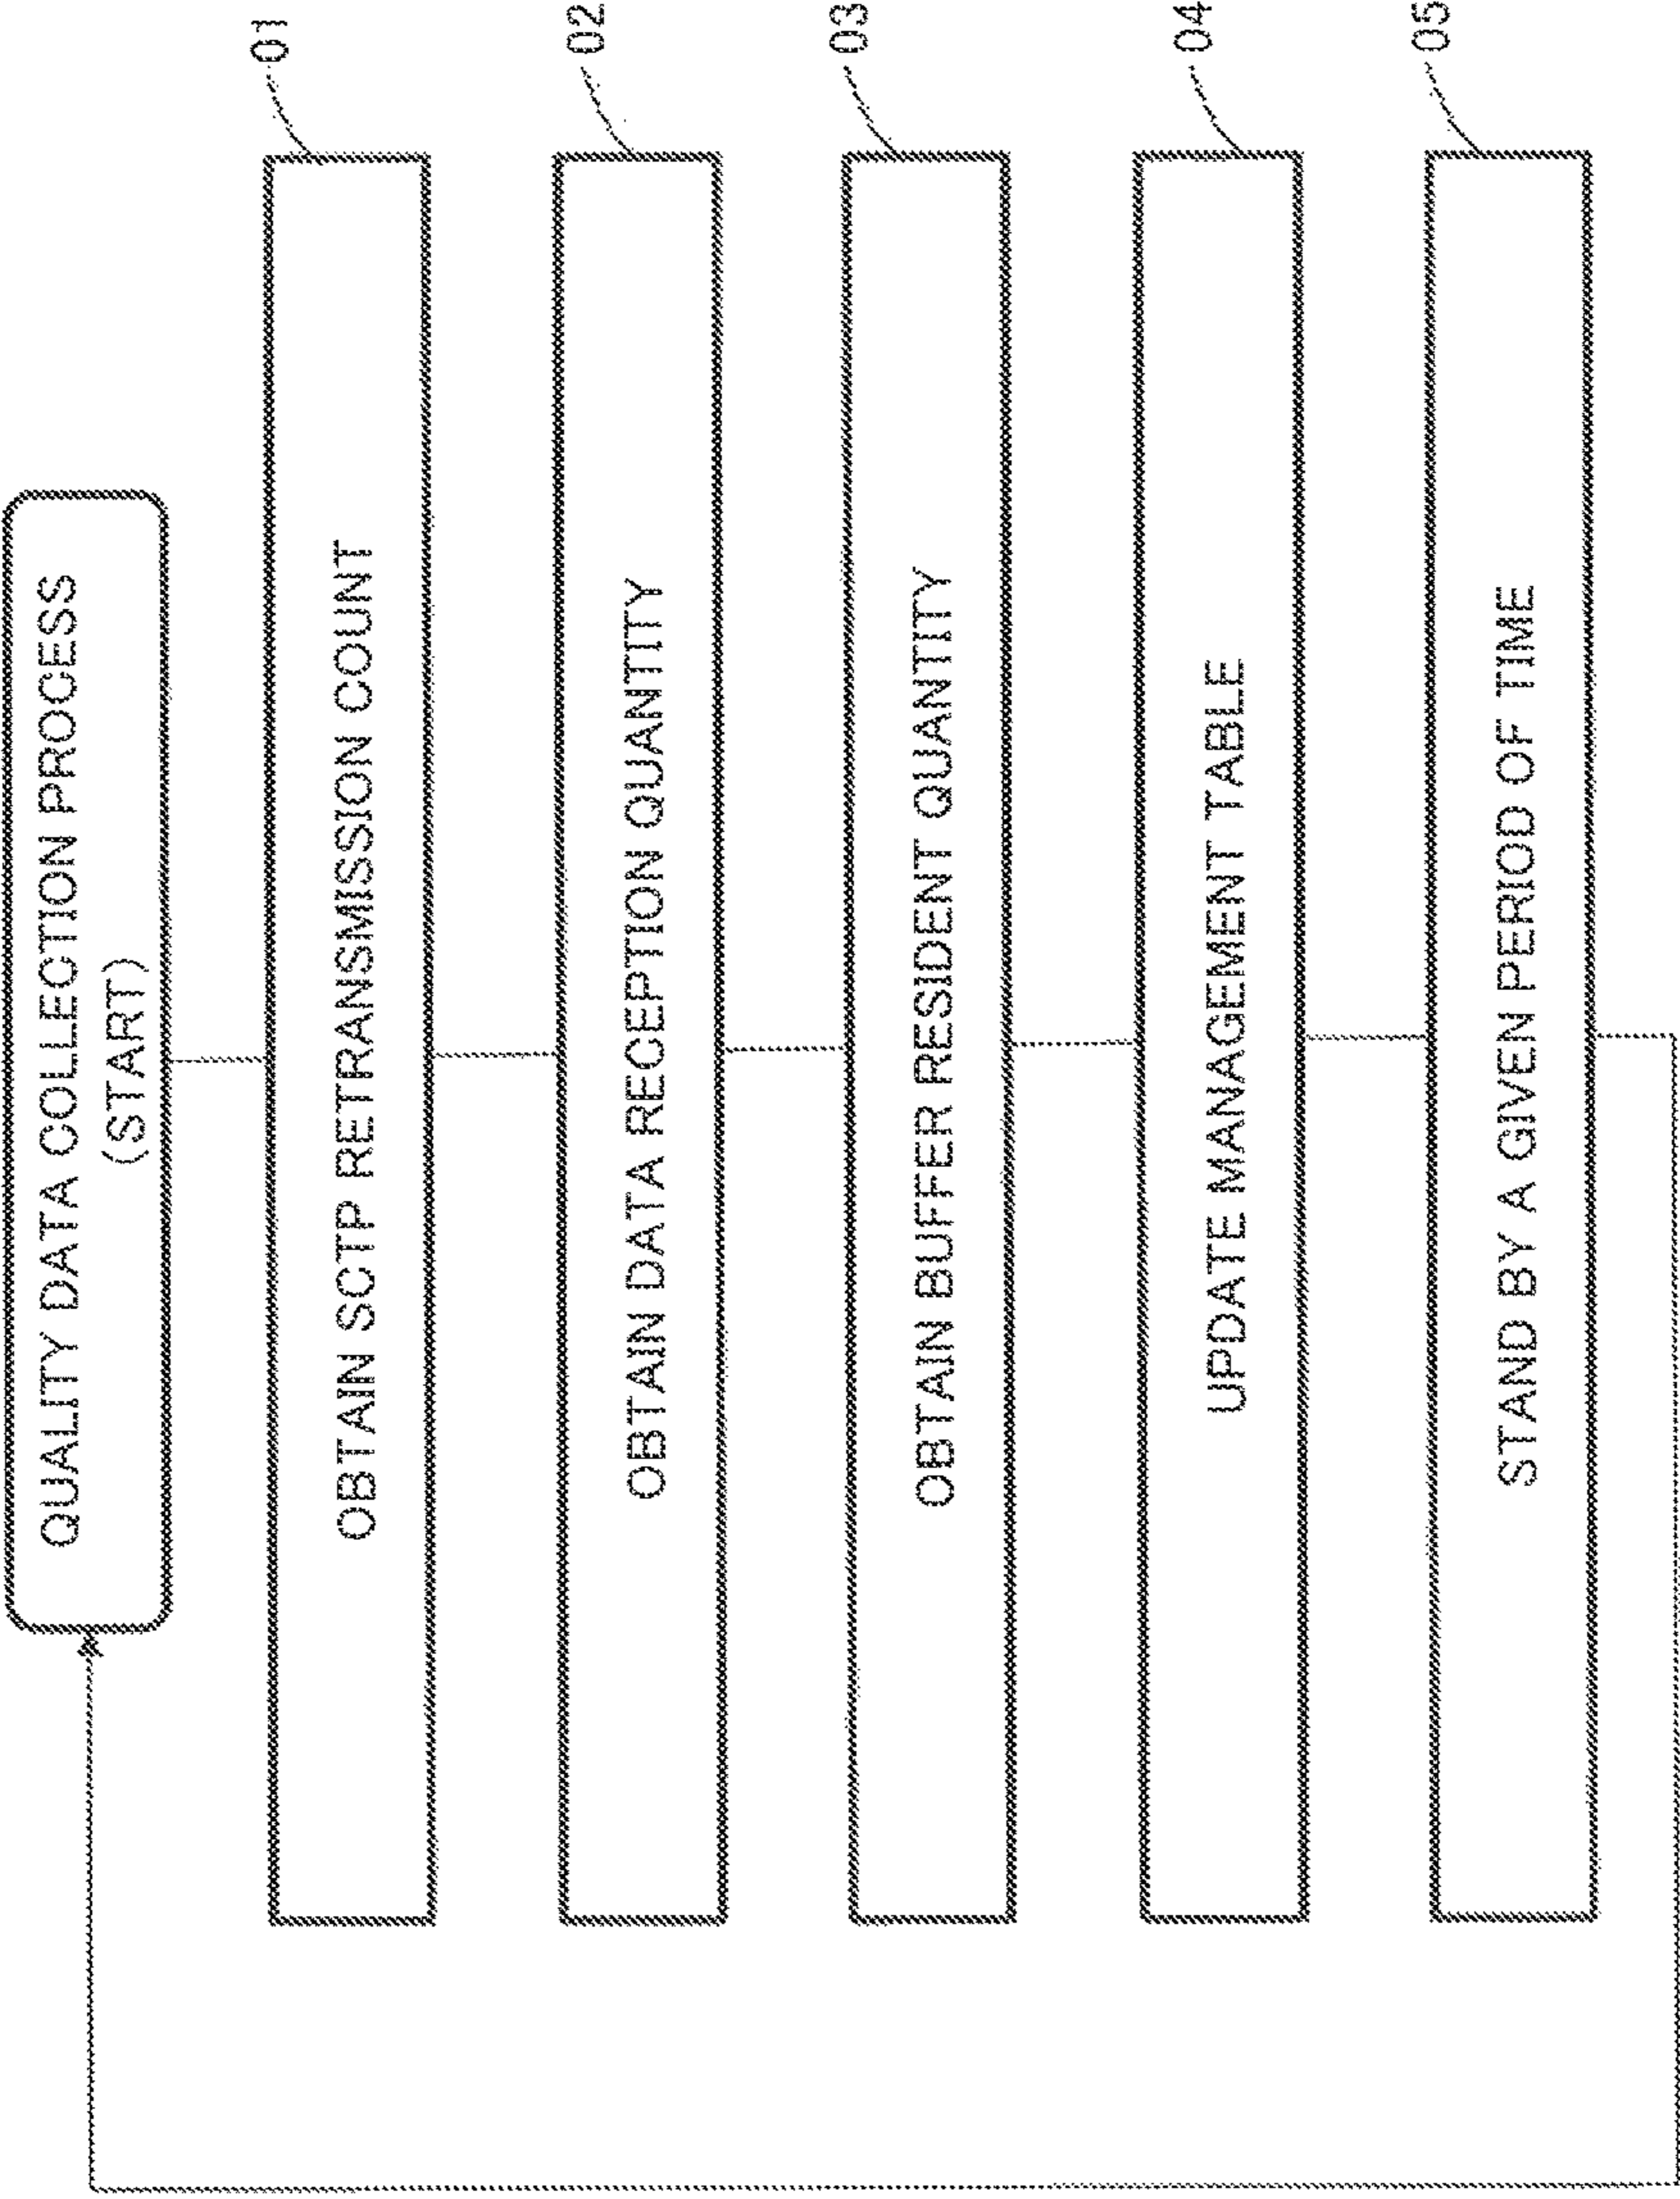 QUALITY DATA COLLECTION PROCESS
(START)
01
OBTAIN SCTP RETRANSMISSION COUNT
02
OBTAIN DATA RECEPTION QUANTITY
03
OBTAIN BUFFER RESIDENT QUANTITY
04
UPDATE MANAGEMENT TABLE
05
STAND BY A GIVEN PERIOD OF TIME